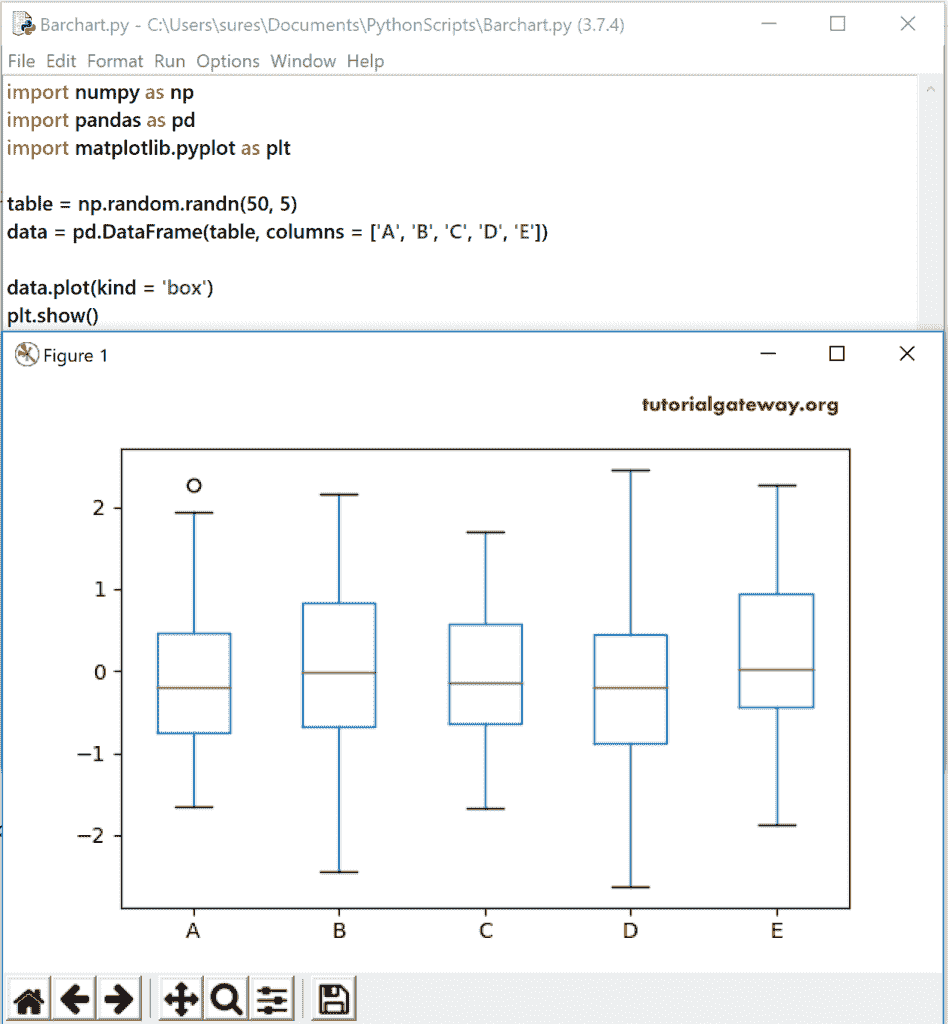 Barchart.py - C:\Users\sures\Documents\PythonScripts\Barchart.py (3.7.4)
File Edit Format Run Options Window Help
import numpy as np
import pandas as pd
import matplotlib.pyplot as plt
table = np.random.randn(50, 5)
data = pd.DataFrame(table, columns = ['A', 'B', 'C', 'D', 'E'])
data.plot(kind = 'box')
plt.show()
Figure 1
tutorialgateway.org
2
1
0
−1
−2
A B C D E